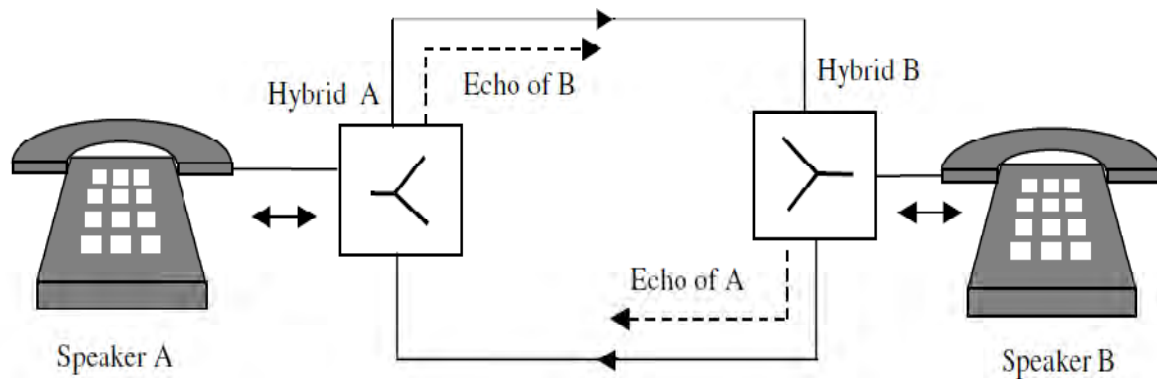 Hybrid A
Echo of B
Hybrid B
Echo of A
Speaker A
Speaker B